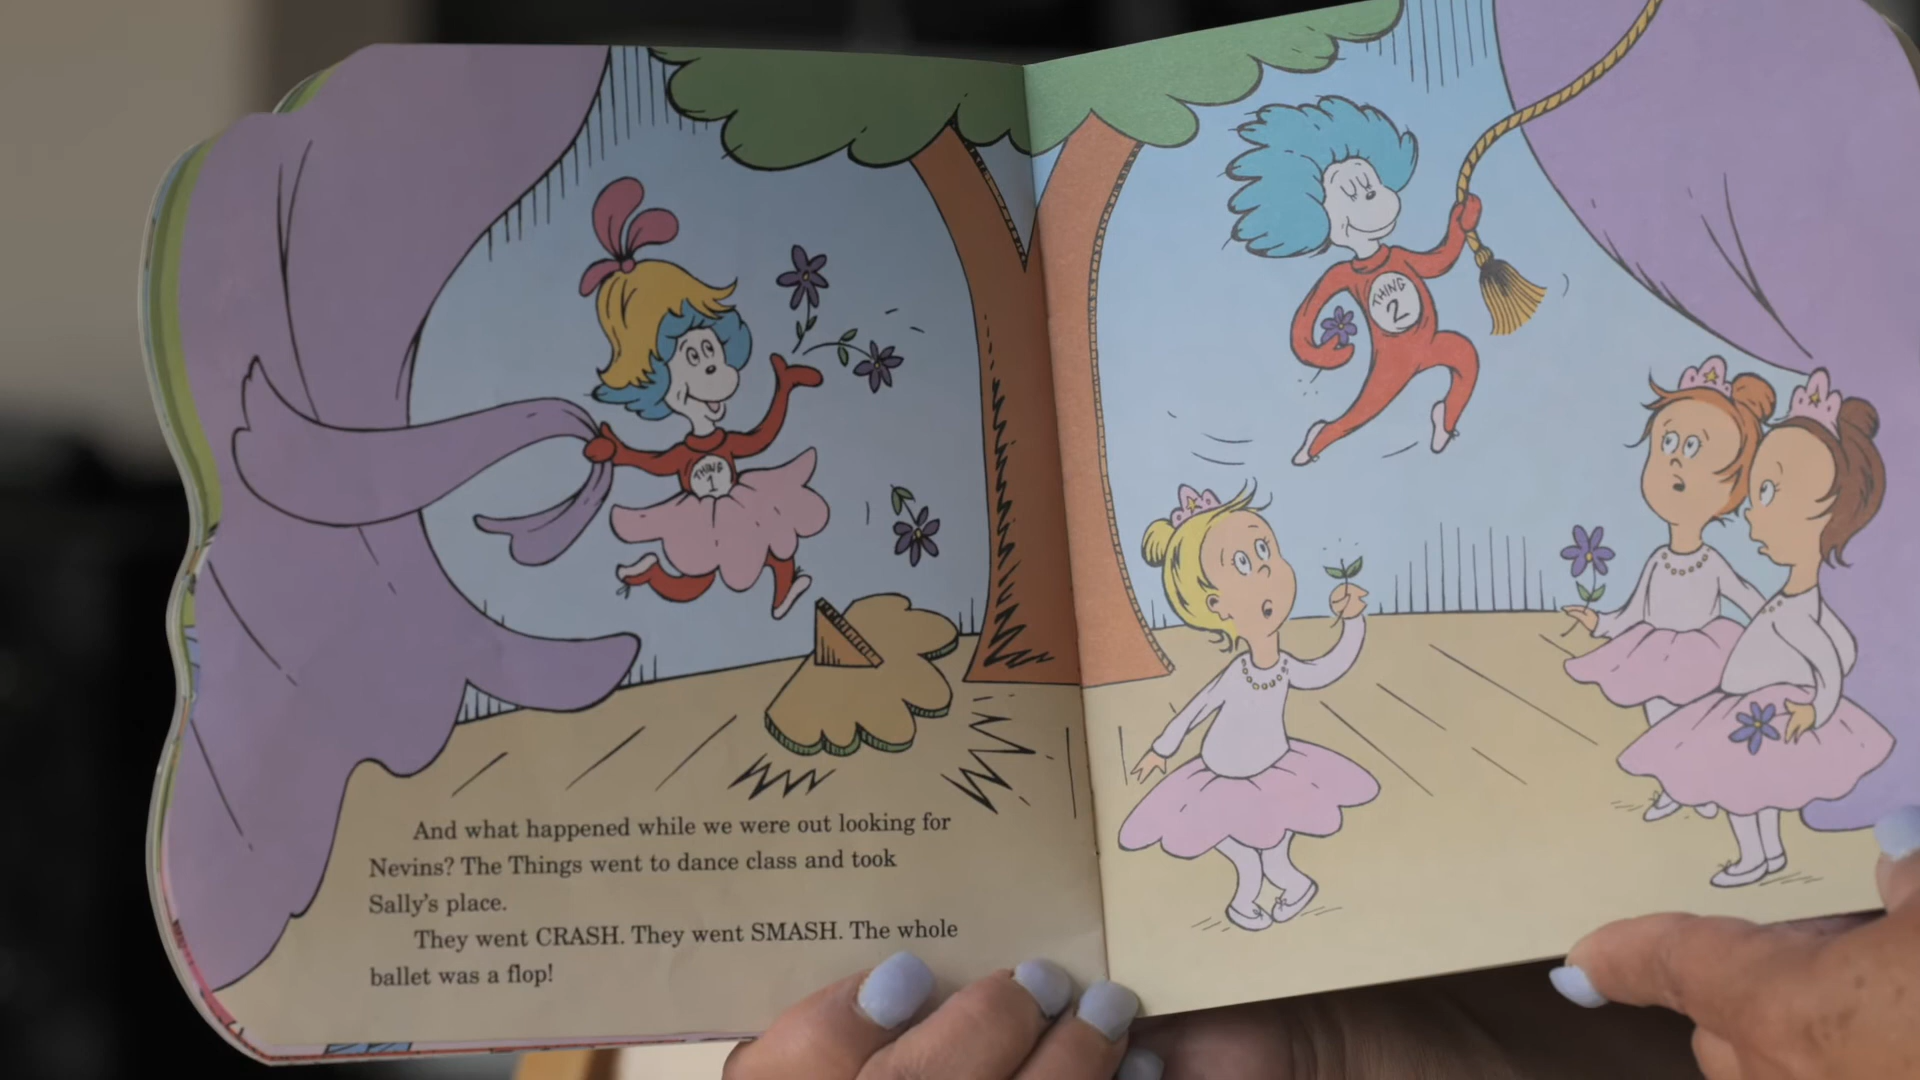 THING
1
THING
2
And what happened while we were out looking for
Nevins? The Things went to dance class and took
Sally's place.
They went CRASH. They went SMASH. The whole
ballet was a flop!